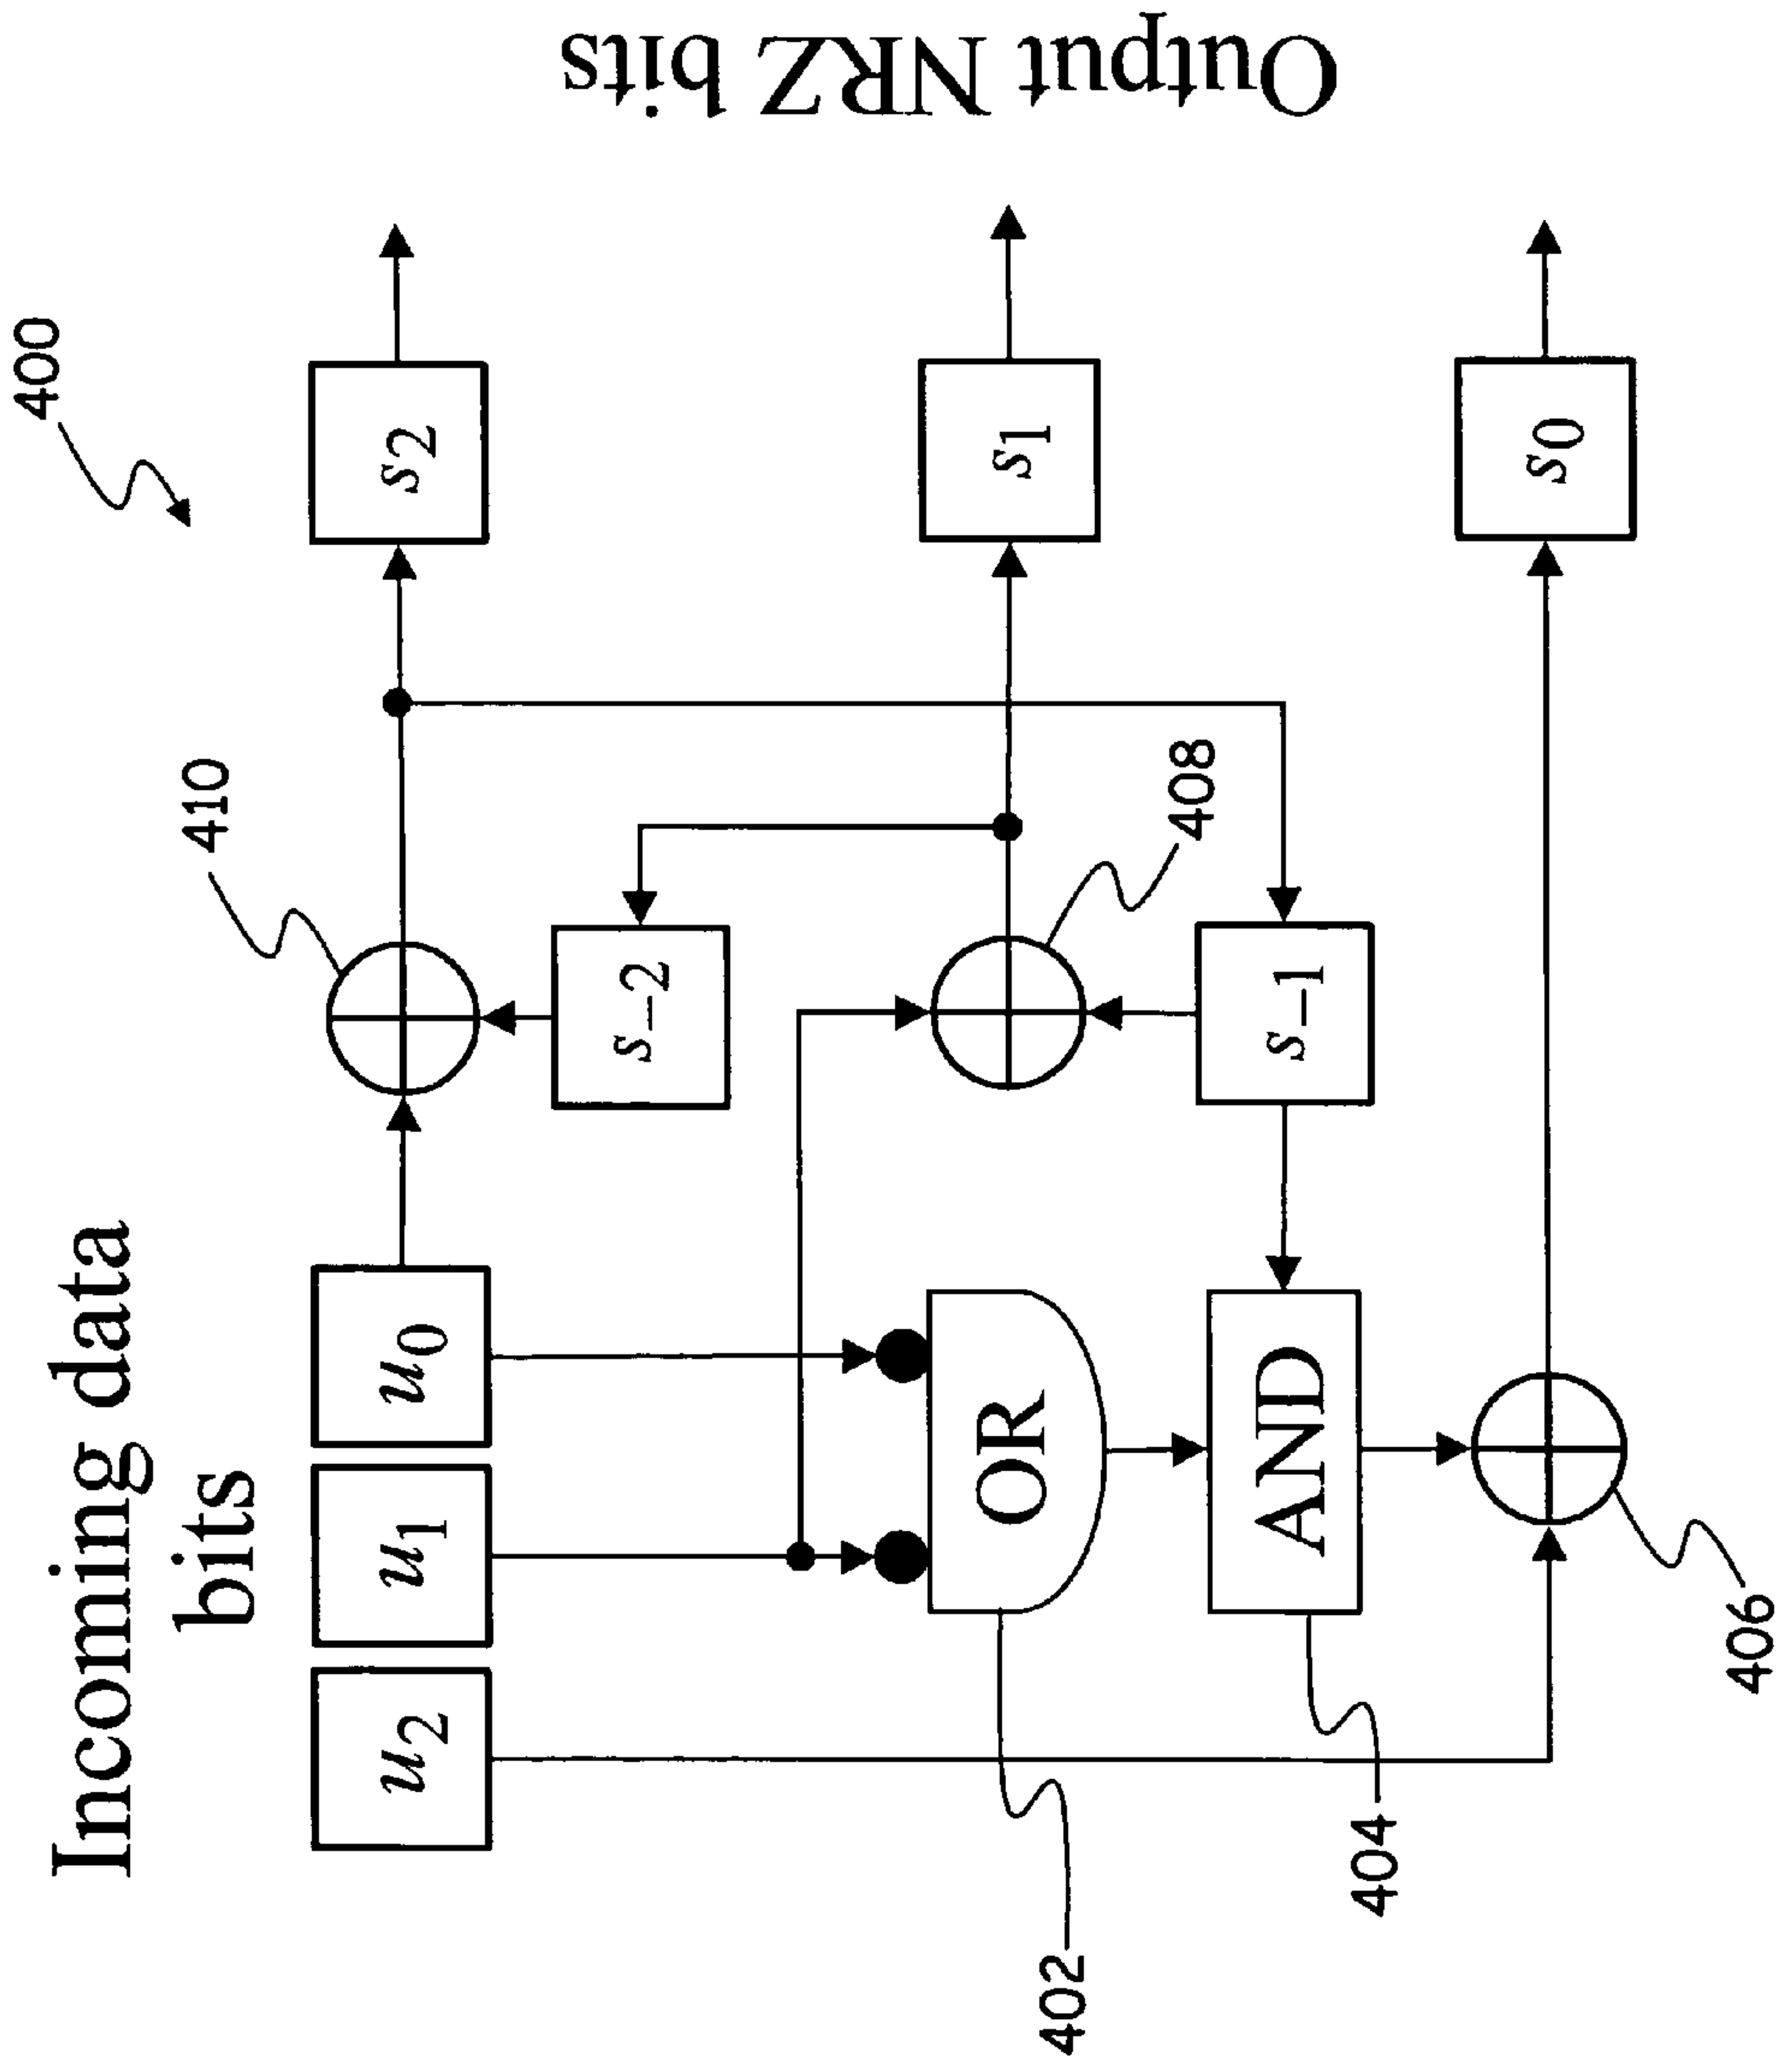 Incoming data
bits
400
u2
u1
u0
410
s2
s−2
402
OR
408
s1
404
AND
s−1
406
s0
Output NRZ bits